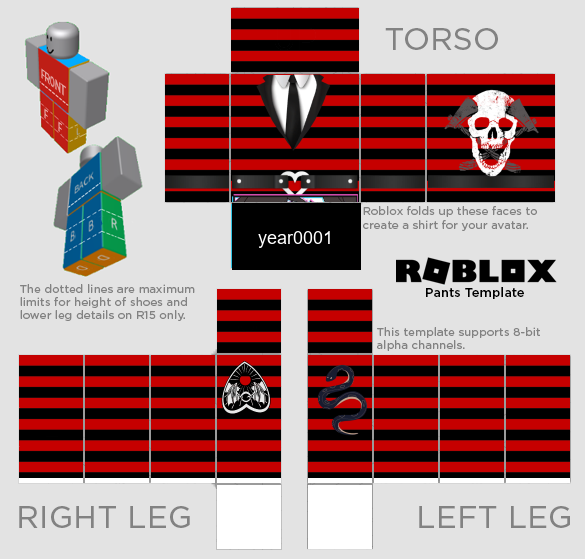 TORSO
FRONT
F F L
BACK
B B R
Roblox folds up these faces to
create a shirt for your avatar.
year0001
ROBLOX
Pants Template
The dotted lines are maximum
limits for height of shoes and
lower leg details on R15 only.
This template supports 8-bit
alpha channels.
RIGHT LEG
LEFT LEG